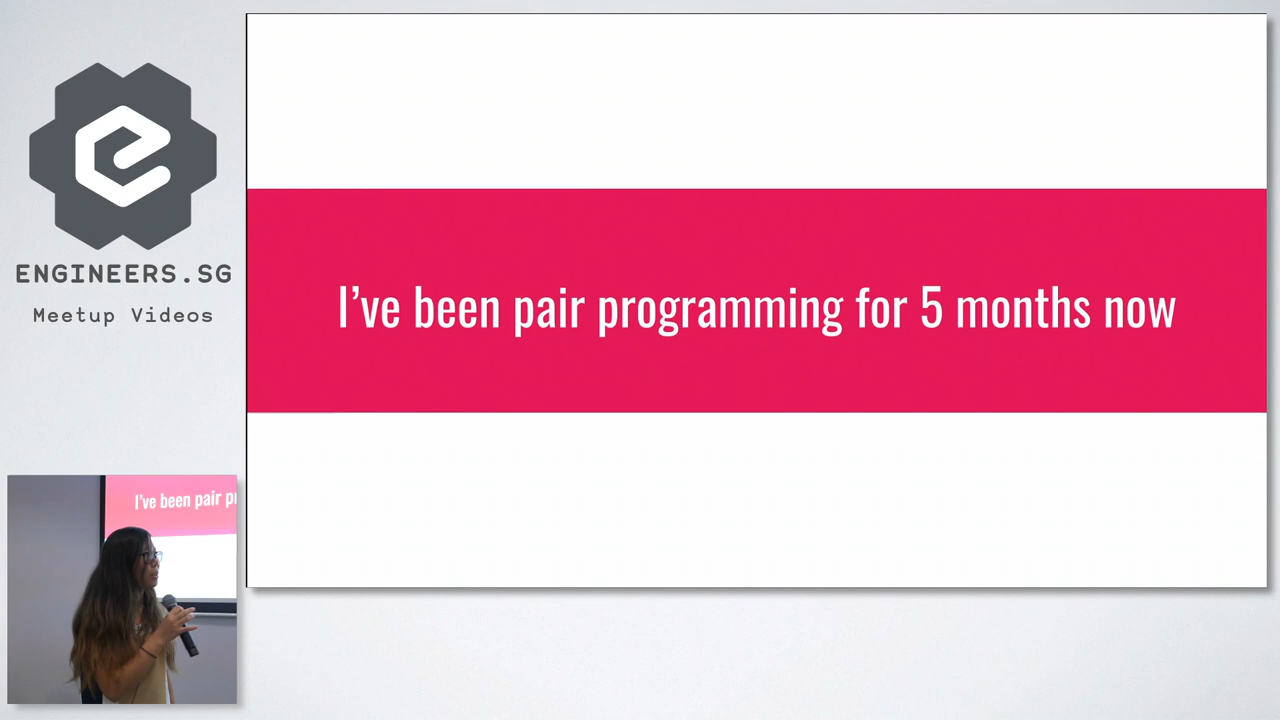 ENGINEERS.SG
Meetup Videos
I've been pair programming for 5 months now
I've been pair pr